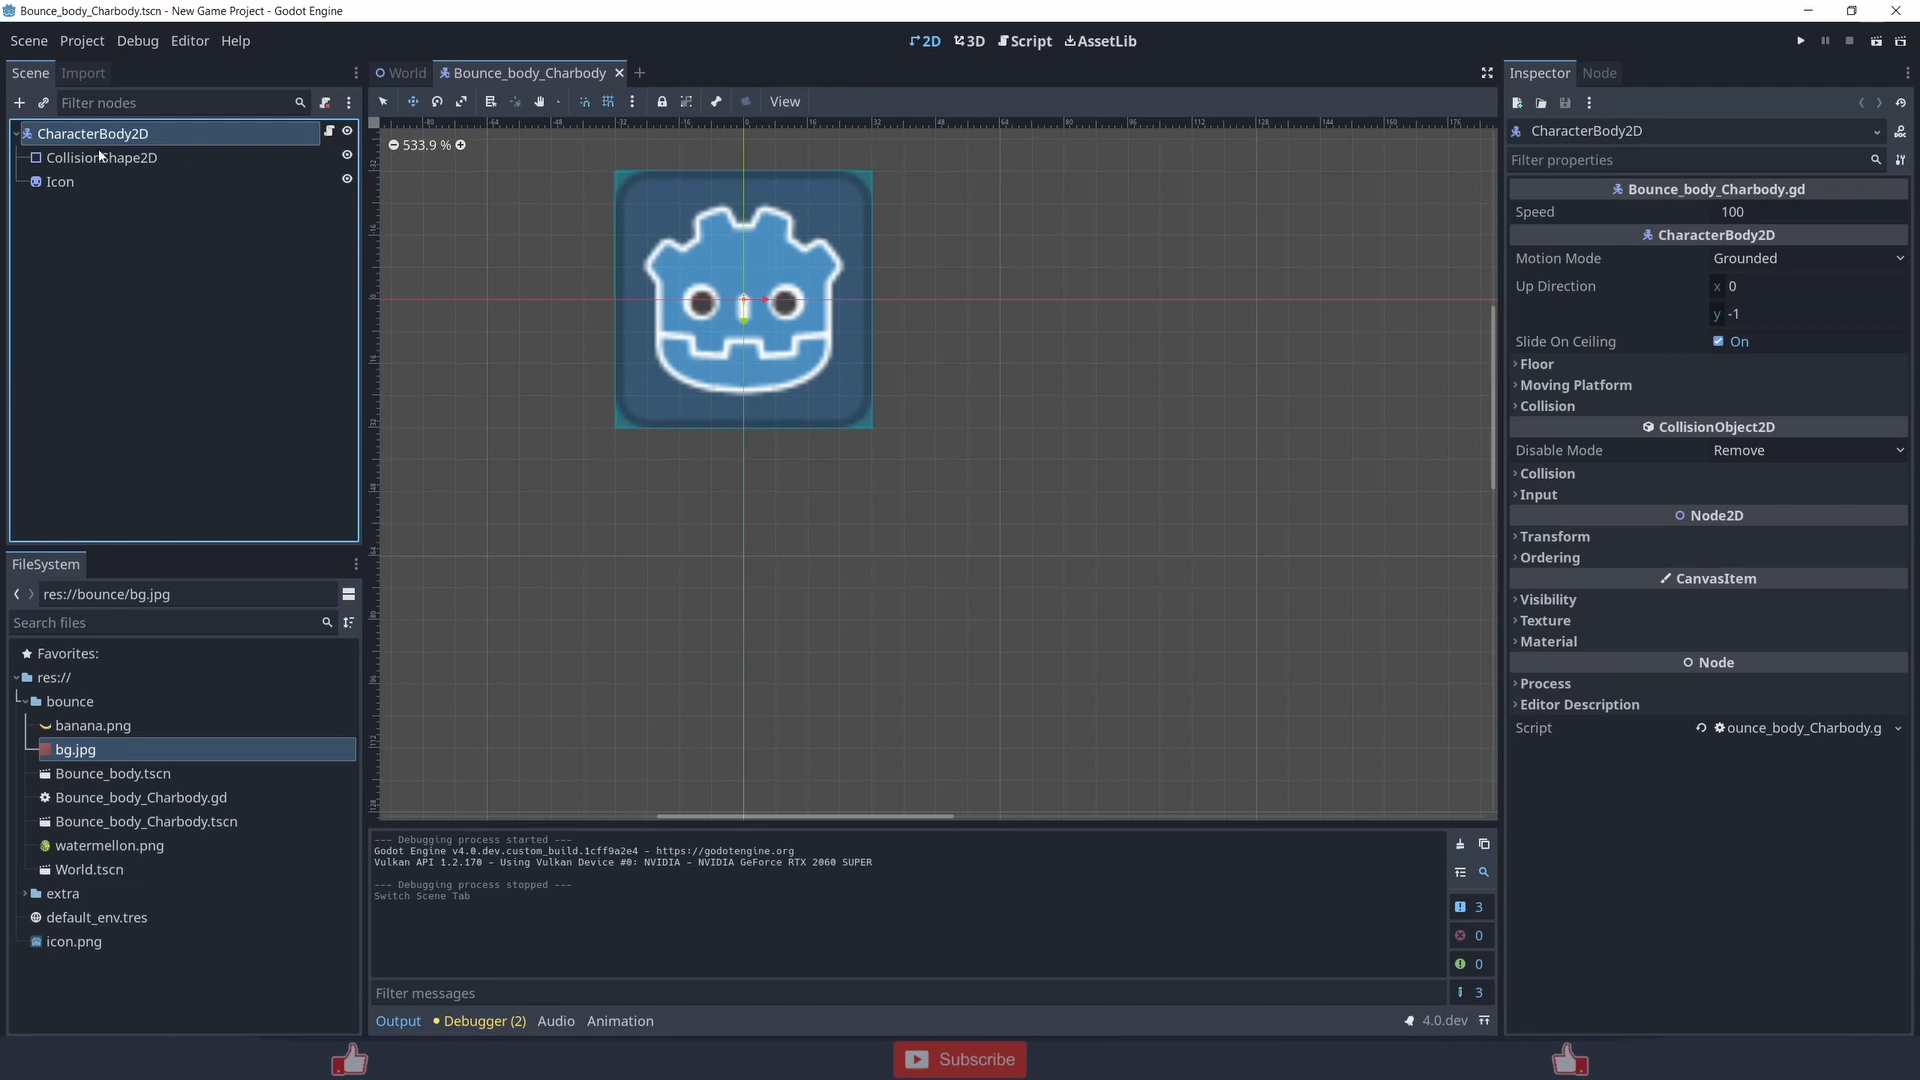 Bounce_body_Charbody.tscn - New Game Project - Godot Engine
Scene Project Debug Editor Help
2D 3D Script AssetLib
Scene Import
Filter nodes
CharacterBody2D
CollisionShape2D
Icon
FileSystem
res://bounce/bg.jpg
Search files
Favorites:
res://
bounce
banana.png
bg.jpg
Bounce_body.tscn
Bounce_body_Charbody.gd
Bounce_body_Charbody.tscn
watermellon.png
World.tscn
extra
default_env.tres
icon.png
World Bounce_body_Charbody
View
533.9 %
--- Debugging process started ---
Godot Engine v4.0.dev.custom_build.1cff9a2e4 - https://godotengine.org
Vulkan API 1.2.170 - Using Vulkan Device #0: NVIDIA - NVIDIA GeForce RTX 2060 SUPER
--- Debugging process stopped ---
Switch Scene Tab
3
0
0
3
Filter messages
Output Debugger (2) Audio Animation
4.0.dev
Inspector Node
CharacterBody2D
Filter properties
Bounce_body_Charbody.gd
Speed 100
CharacterBody2D
Motion Mode Grounded
Up Direction x 0
y -1
Slide On Ceiling On
Floor
Moving Platform
Collision
CollisionObject2D
Disable Mode Remove
Collision
Input
Node2D
Transform
Ordering
CanvasItem
Visibility
Texture
Material
Node
Process
Editor Description
Script ounce_body_Charbody.g
Subscribe